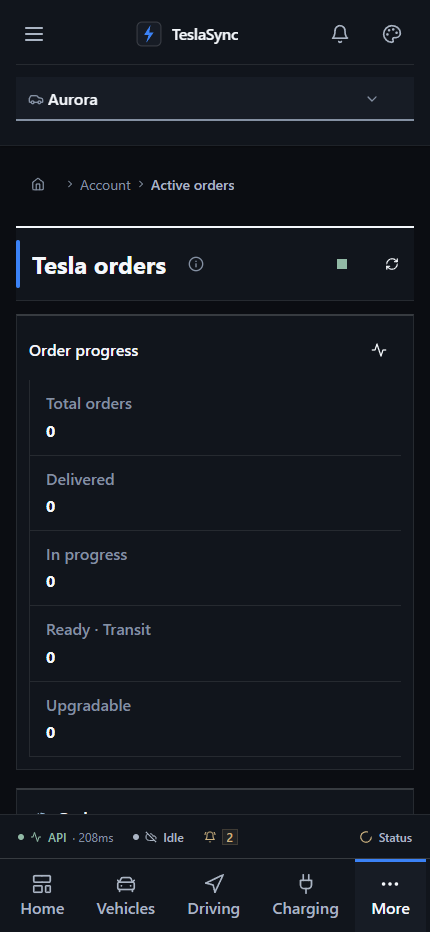 TeslaSync
Aurora
Account
Active orders
Tesla orders
Order progress
Total orders
0
Delivered
0
In progress
0
Ready · Transit
0
Upgradable
0
API · 208ms
Idle
2
Status
Home
Vehicles
Driving
Charging
More